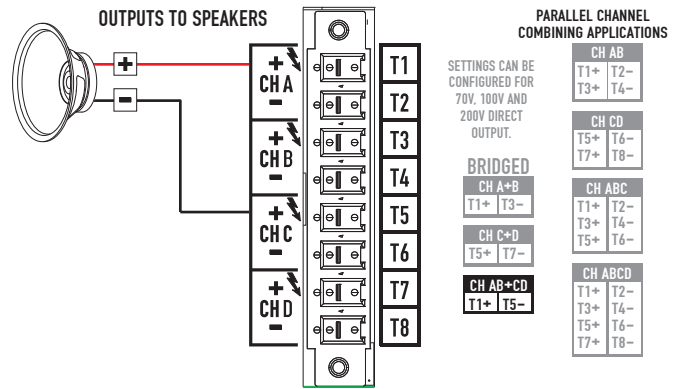 OUTPUTS TO SPEAKERS
+
-
+
CH A
-
+
CH B
-
+
CH C
-
+
CH D
-
T1
T2
T3
T4
T5
T6
T7
T8
SETTINGS CAN BE
CONFIGURED FOR
70V, 100V AND
200V DIRECT
OUTPUT.
BRIDGED
CH A+B
T1+ T3-
CH C+D
T5+ T7-
CH AB+CD
T1+ T5-
PARALLEL CHANNEL
COMBINING APPLICATIONS
CH AB
T1+ T2-
T3+ T4-
CH CD
T5+ T6-
T7+ T8-
CH ABC
T1+ T2-
T3+ T4-
T5+ T6-
CH ABCD
T1+ T2-
T3+ T4-
T5+ T6-
T7+ T8-